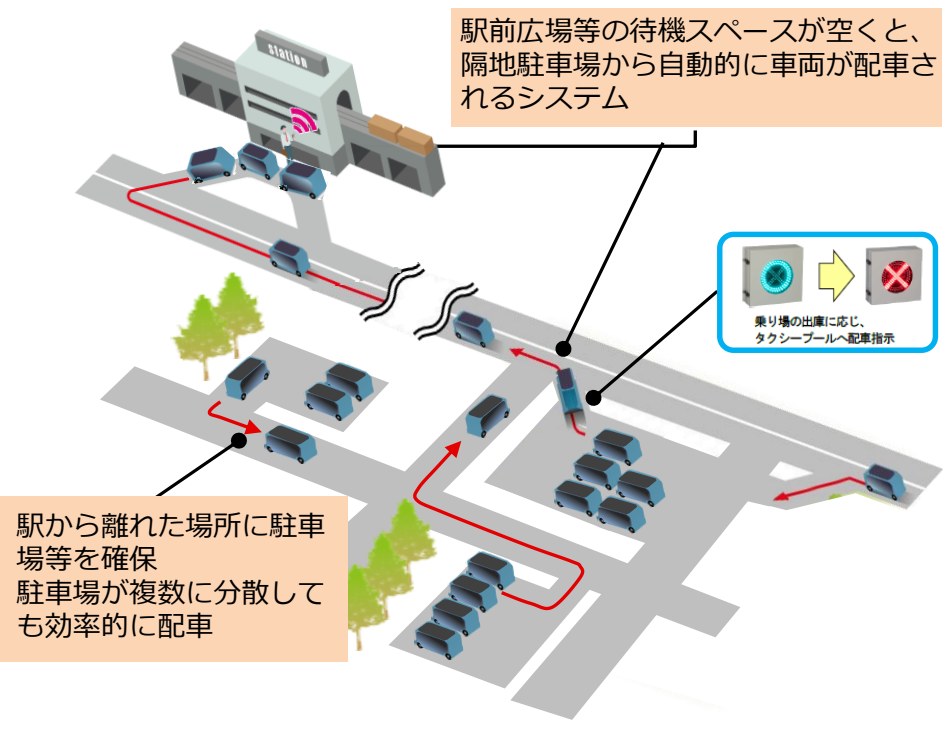 station
駅前広場等の待機スペースが空くと、
隔地駐車場から自動的に車両が配車さ
れるシステム
乗り場の出庫に応じ、
タクシープールへ配車指示
駅から離れた場所に駐車
場等を確保
駐車場が複数に分散して
も効率的に配車